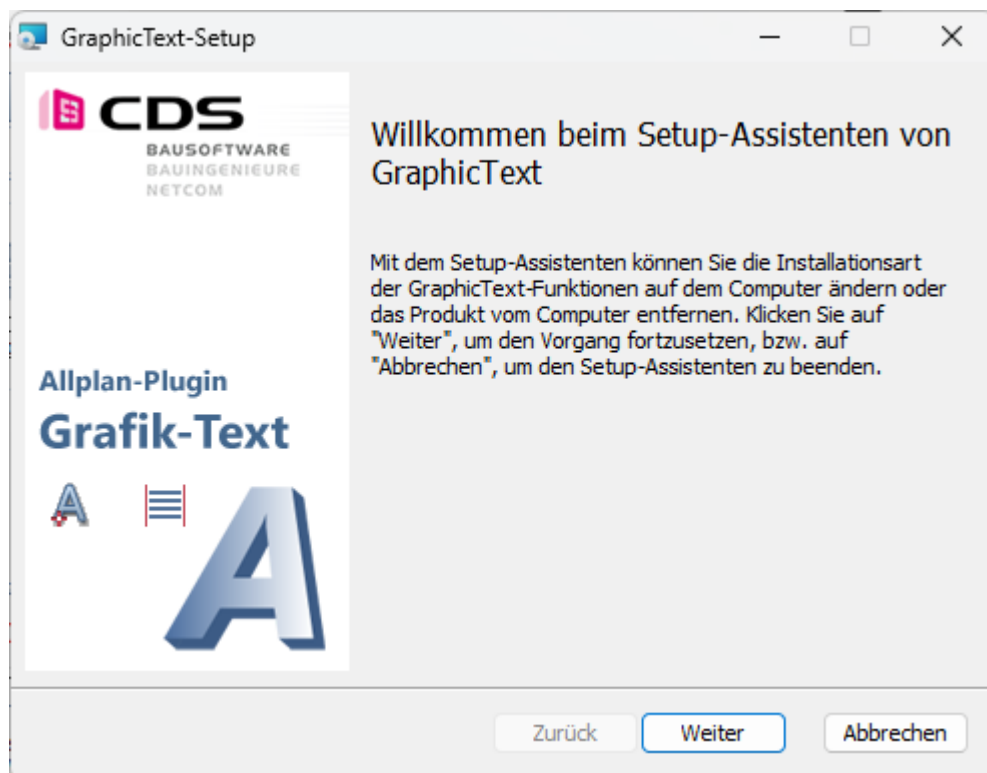 GraphicText-Setup
CDS
BAUSOFTWARE
BAUINGENIEURE
NETCOM
Allplan-Plugin
Grafik-Text
A
A
Willkommen beim Setup-Assistenten von
GraphicText
Mit dem Setup-Assistenten können Sie die Installationsart
der GraphicText-Funktionen auf dem Computer ändern oder
das Produkt vom Computer entfernen. Klicken Sie auf
"Weiter", um den Vorgang fortzusetzen, bzw. auf
"Abbrechen", um den Setup-Assistenten zu beenden.
Zurück
Weiter
Abbrechen